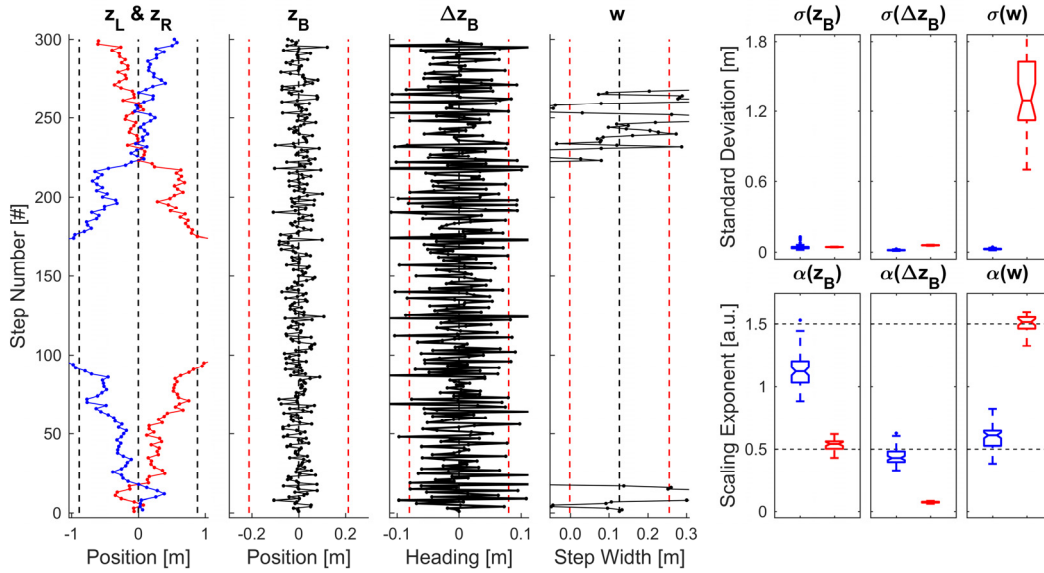 z_L & z_R
z_B
Δz_B
w
σ(z_B)
σ(Δz_B)
σ(w)
Step Number [#]
300
250
200
150
100
50
0
-1 0 1
Position [m]
-0.2 0 0.2
Position [m]
-0.1 0 0.1
Heading [m]
0 0.1 0.2 0.3
Step Width [m]
Standard Deviation [m]
1.8
1.2
0.6
0
α(z_B)
α(Δz_B)
α(w)
Scaling Exponent [a.u.]
1.5
1
0.5
0